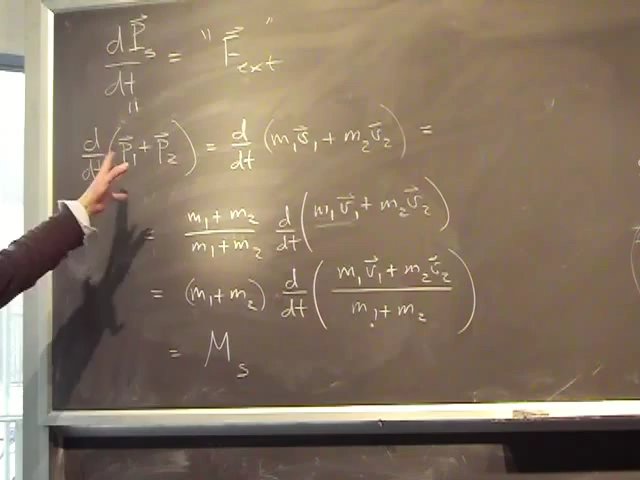 dP⃗ₛ/dt = "F⃗ₑₓₜ"
"
d/dt (p⃗₁ + p⃗₂) = d/dt (m₁v⃗₁ + m₂v⃗₂) =
= (m₁ + m₂)/(m₁ + m₂) d/dt (m₁v⃗₁ + m₂v⃗₂)
= (m₁ + m₂) d/dt ((m₁v⃗₁ + m₂v⃗₂)/(m₁ + m₂))
= Mₛ